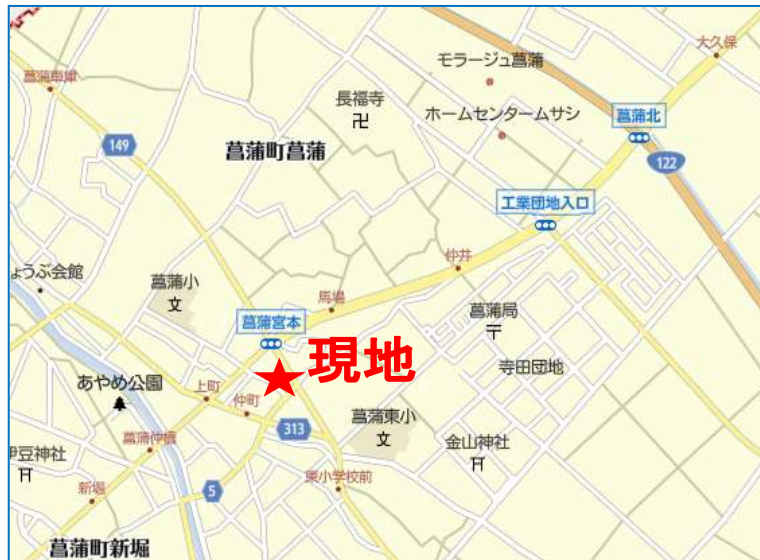 大久保
モラージュ菖蒲
菖蒲車庫
長福寺
卍
ホームセンタームサシ
菖蒲北
149
菖蒲町菖蒲
122
工業団地入口
仲井
ょうぶ会館
菖蒲小
文
馬場
菖蒲局
〒
菖蒲宮本
★現地
寺田団地
あやめ公園
上町
仲町
313
菖蒲東小
文
金山神社
菖蒲仲橋
伊豆神社
東小学校前
新堀
5
菖蒲町新堀